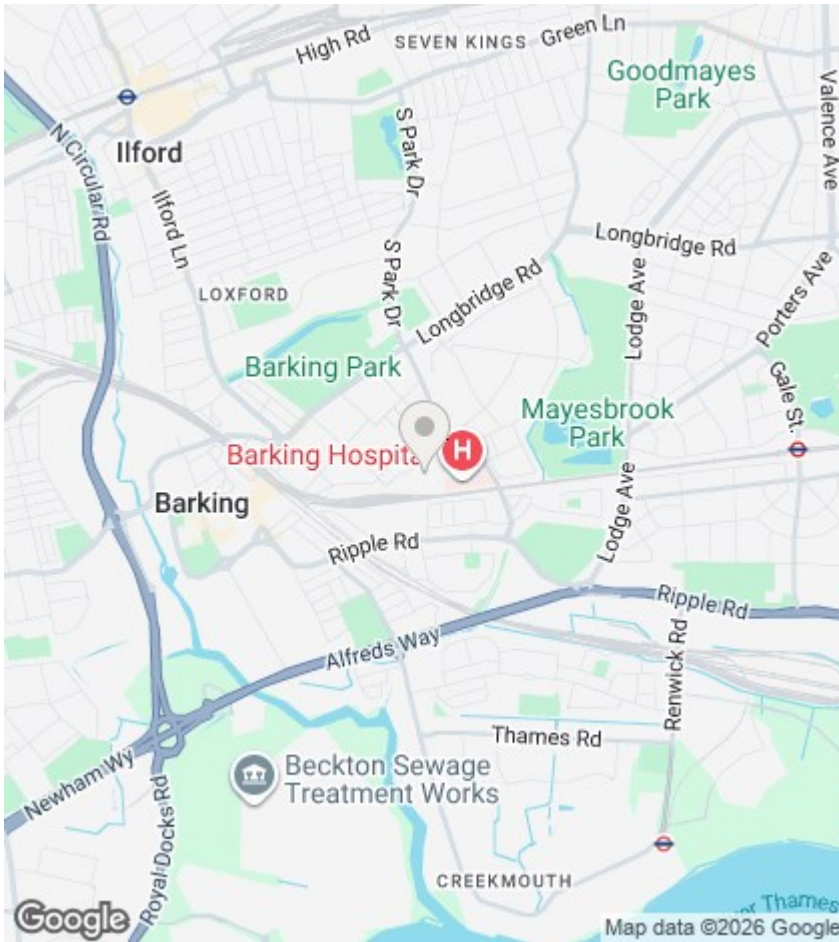 High Rd
SEVEN KINGS
Green Ln
Goodmayes
Park
Valence Ave
Ilford
S Park Dr
N Circular Rd
Ilford Ln
Longbridge Rd
S Park Dr
Longbridge Rd
Lodge Ave
Porters Ave
LOXFORD
Barking Park
Gale St.
Mayesbrook
Park
Barking Hospita
H
Barking
Lodge Ave
Ripple Rd
Ripple Rd
Alfreds Way
Renwick Rd
Thames Rd
Newham Wy
Beckton Sewage
Treatment Works
Royal Docks Rd
CREEKMOUTH
er Thames
Google
Map data ©2026 Google